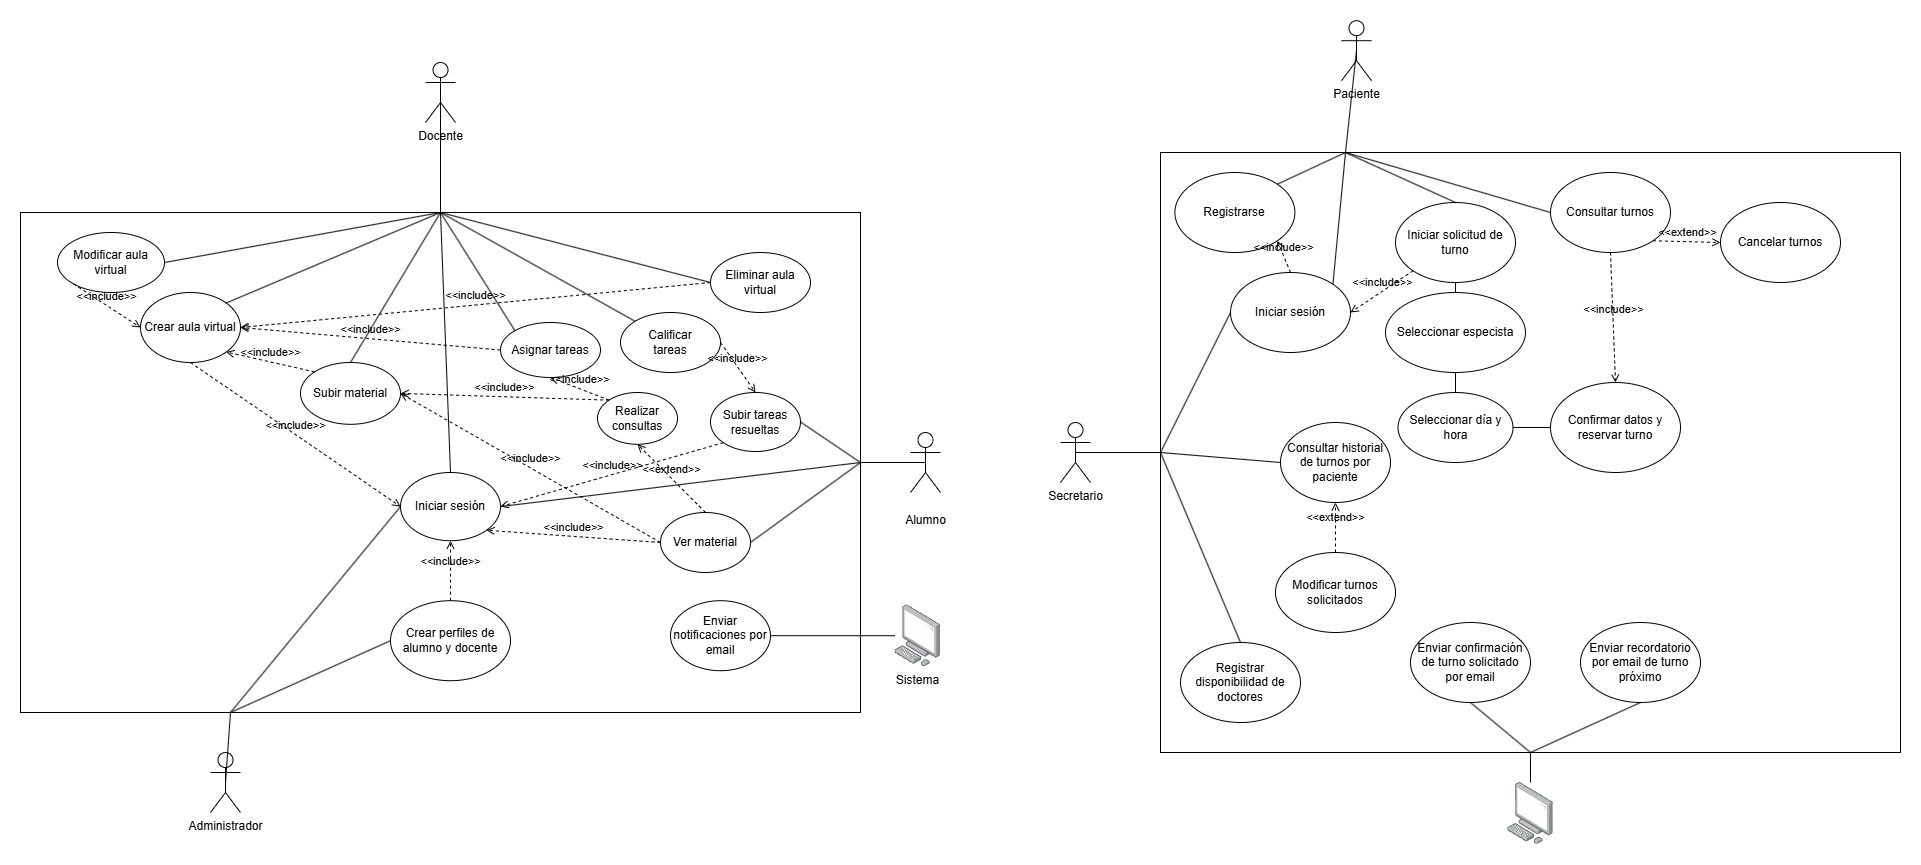 Docente
Modificar aula
virtual
<<include>>
Crear aula virtual
<<include>>
Eliminar aula
virtual
<<include>>
Asignar tareas
Calificar
tareas
<<include>>
<<include>>
Subir material
<<include>>
<<include>>
Realizar
consultas
Subir tareas
resueltas
<<include>>
<<include>>
<<include>>
<<extend>>
Iniciar sesión
<<include>>
Ver material
Alumno
<<include>>
Crear perfiles de
alumno y docente
Enviar
notificaciones por
email
Sistema
Administrador
Paciente
Registrarse
<<include>>
Iniciar sesión
Iniciar solicitud de
turno
<<include>>
Consultar turnos
<<extend>>
Cancelar turnos
<<include>>
Seleccionar especista
Seleccionar día y
hora
Confirmar datos y
reservar turno
Secretario
Consultar historial
de turnos por
paciente
<<extend>>
Modificar turnos
solicitados
Registrar
disponibilidad de
doctores
Enviar confirmación
de turno solicitado
por email
Enviar recordatorio
por email de turno
próximo